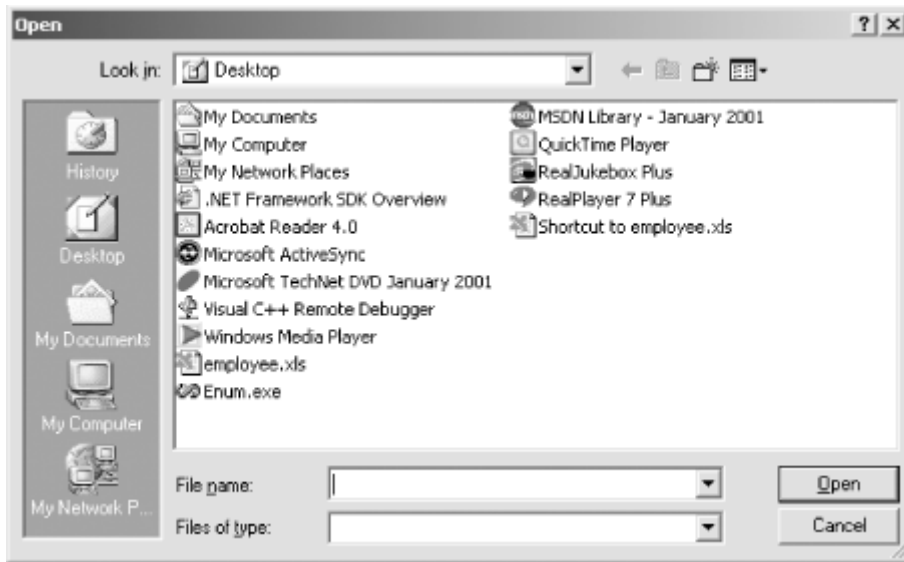 Open
Look in: Desktop
History
Desktop
My Documents
My Computer
My Network P...
My Documents
My Computer
My Network Places
.NET Framework SDK Overview
Acrobat Reader 4.0
Microsoft ActiveSync
Microsoft TechNet DVD January 2001
Visual C++ Remote Debugger
Windows Media Player
employee.xls
Enum.exe
MSDN Library - January 2001
QuickTime Player
RealJukebox Plus
RealPlayer 7 Plus
Shortcut to employee.xls
File name:
Open
Files of type:
Cancel